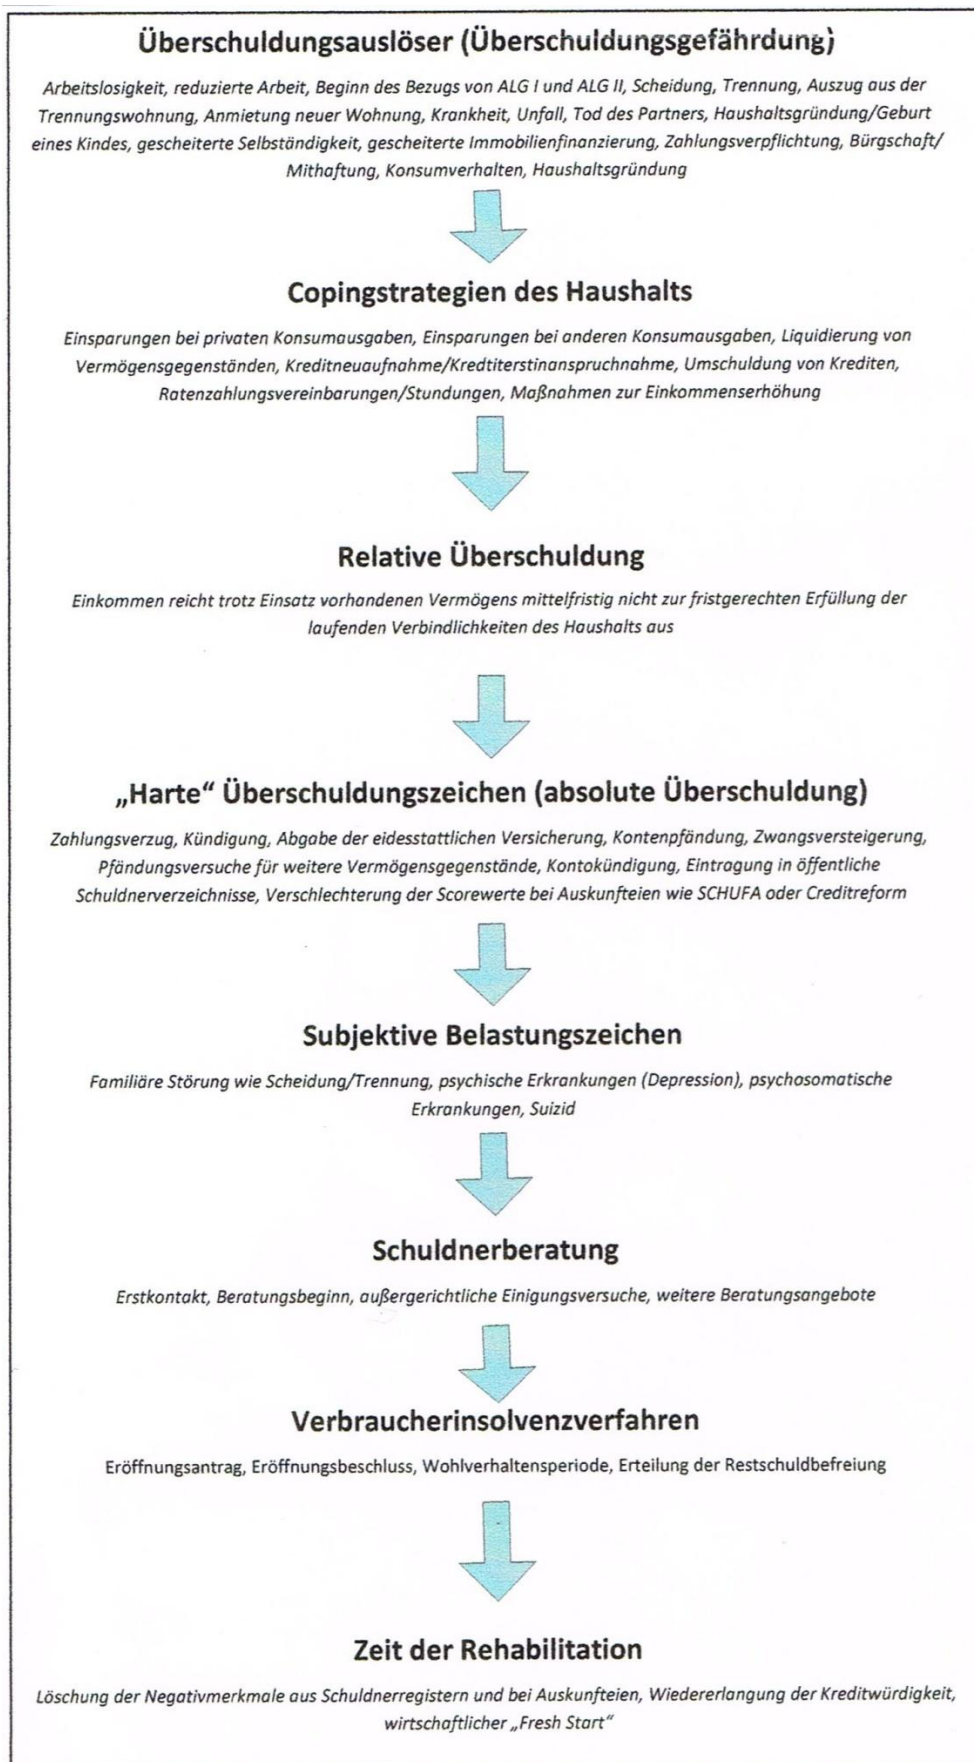 Überschuldungsauslöser (Überschuldungsgefährdung)
Arbeitslosigkeit, reduzierte Arbeit, Beginn des Bezugs von ALG I und ALG II, Scheidung, Trennung, Auszug aus der
Trennungswohnung, Anmietung neuer Wohnung, Krankheit, Unfall, Tod des Partners, Haushaltsgründung/Geburt
eines Kindes, gescheiterte Selbständigkeit, gescheiterte Immobilienfinanzierung, Zahlungsverpflichtung, Bürgschaft/
Mithaftung, Konsumverhalten, Haushaltsgründung
Copingstrategien des Haushalts
Einsparungen bei privaten Konsumausgaben, Einsparungen bei anderen Konsumausgaben, Liquidierung von
Vermögensgegenständen, Kreditneuaufnahme/Kredtiterstinanspruchnahme, Umschuldung von Krediten,
Ratenzahlungsvereinbarungen/Stundungen, Maßnahmen zur Einkommenserhöhung
Relative Überschuldung
Einkommen reicht trotz Einsatz vorhandenen Vermögens mittelfristig nicht zur fristgerechten Erfüllung der
laufenden Verbindlichkeiten des Haushalts aus
„Harte“ Überschuldungszeichen (absolute Überschuldung)
Zahlungsverzug, Kündigung, Abgabe der eidesstattlichen Versicherung, Kontenpfändung, Zwangsversteigerung,
Pfändungsversuche für weitere Vermögensgegenstände, Kontokündigung, Eintragung in öffentliche
Schuldnerverzeichnisse, Verschlechterung der Scorewerte bei Auskunfteien wie SCHUFA oder Creditreform
Subjektive Belastungszeichen
Familiäre Störung wie Scheidung/Trennung, psychische Erkrankungen (Depression), psychosomatische
Erkrankungen, Suizid
Schuldnerberatung
Erstkontakt, Beratungsbeginn, außergerichtliche Einigungsversuche, weitere Beratungsangebote
Verbraucherinsolvenzverfahren
Eröffnungsantrag, Eröffnungsbeschluss, Wohlverhaltensperiode, Erteilung der Restschuldbefreiung
Zeit der Rehabilitation
Löschung der Negativmerkmale aus Schuldnerregistern und bei Auskunfteien, Wiedererlangung der Kreditwürdigkeit,
wirtschaftlicher „Fresh Start“